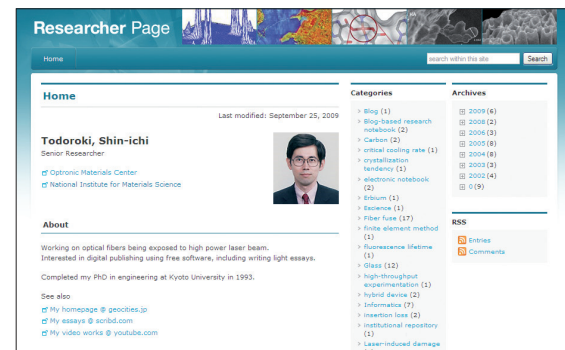 Researcher Page
Home
search within this site
Search
Home
Last modified: September 25, 2009
Todoroki, Shin-ichi
Senior Researcher
Optronic Materials Center
National Institute for Materials Science
About
Working on optical fibers being exposed to high power laser beam.
Interested in digital publishing using free software, including writing light essays.
Completed my PhD in engineering at Kyoto University in 1993.
See also
My homepage @ geocities.jp
My essays @ scribd.com
My video works @ youtube.com
Categories
Blog (1)
Blog-based research
notebook (2)
Carbon (2)
critical cooling rate (1)
crystallization
tendency (1)
electronic notebook
(2)
Erbium (1)
Escience (1)
Fiber fuse (17)
finite element method
(1)
fluorescence lifetime
(1)
Glass (12)
high-throughput
experimentation (1)
hybrid device (2)
Informatics (7)
Insertion loss (2)
institutional repository
(1)
Laser-induced damage
Archives
2009 (6)
2008 (2)
2006 (3)
2005 (8)
2004 (8)
2003 (3)
2002 (4)
0 (9)
RSS
Entries
Comments